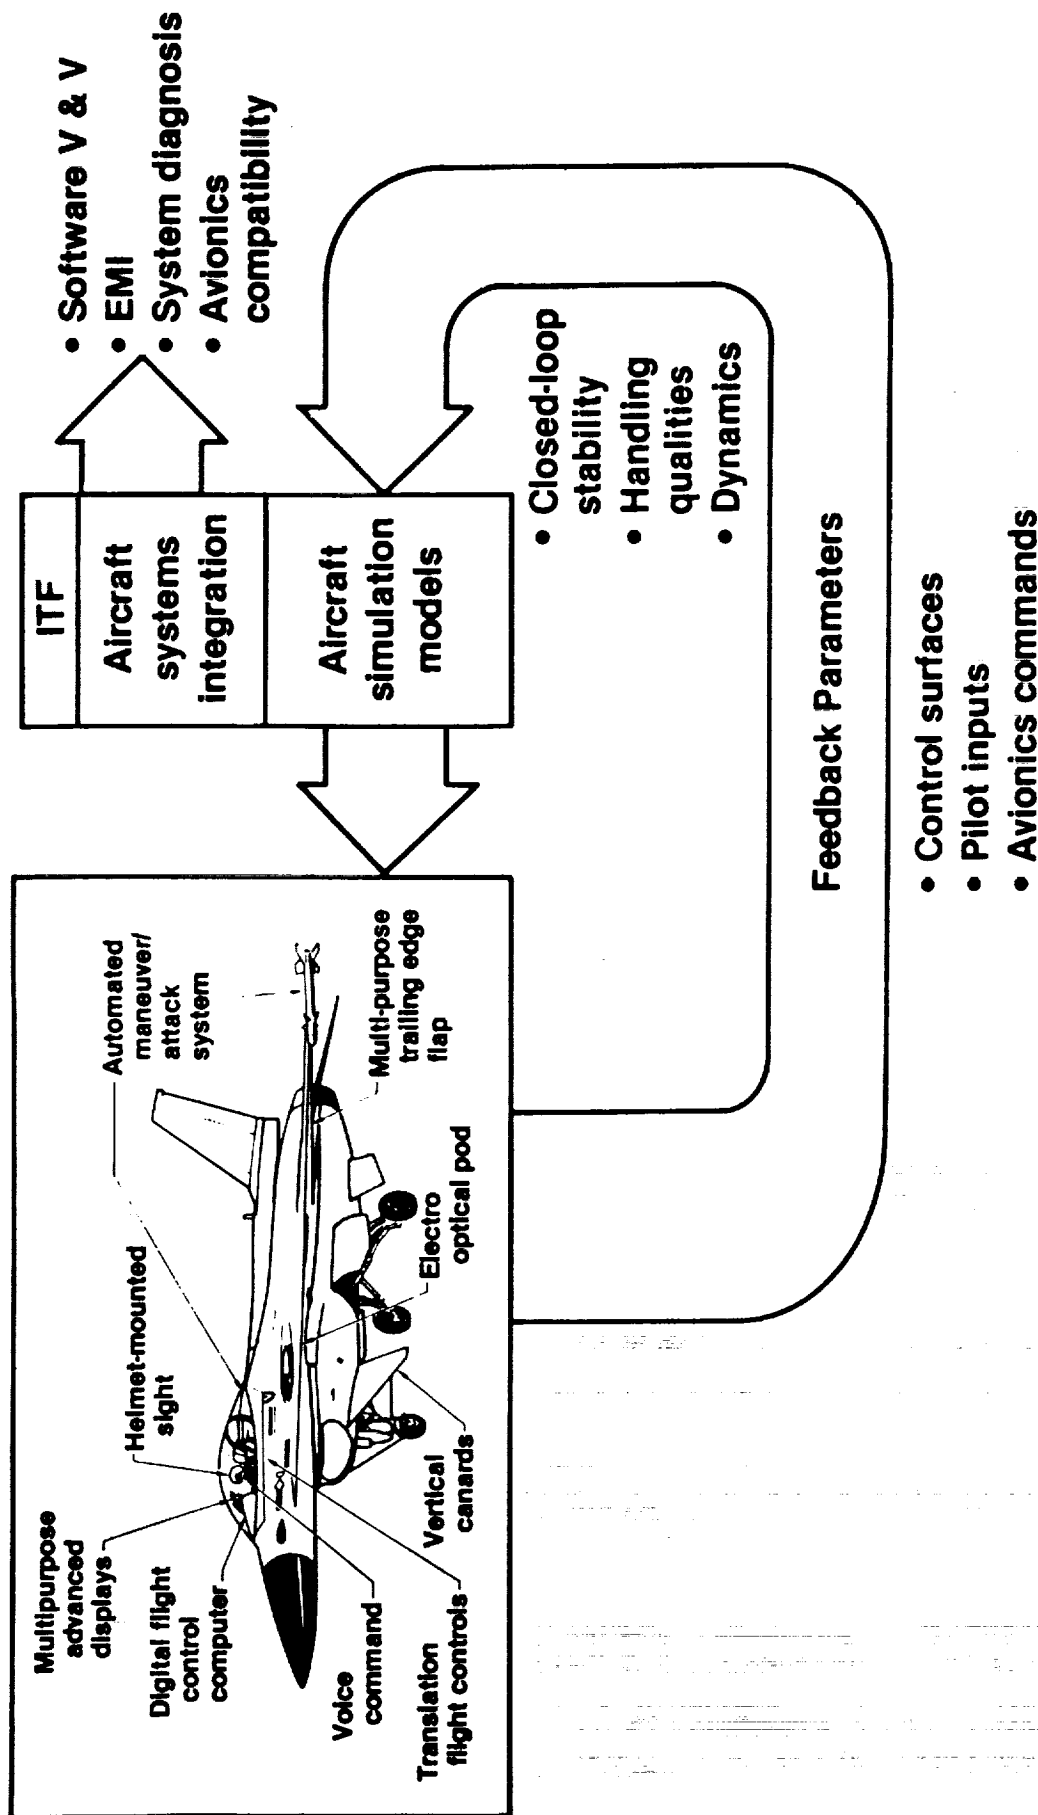 Multipurpose
advanced
displays
Helmet-mounted
sight
Automated
maneuver/
attack
system
Digital flight
control
computer
Voice
command
Translation
flight controls
Vertical
canards
Electro
optical pod
Multi-purpose
trailing edge
flap
ITF
Aircraft
systems
integration
Aircraft
simulation
models
• Software V & V
• EMI
• System diagnosis
• Avionics
compatibility
• Closed-loop
stability
• Handling
qualities
• Dynamics
Feedback Parameters
• Control surfaces
• Pilot inputs
• Avionics commands